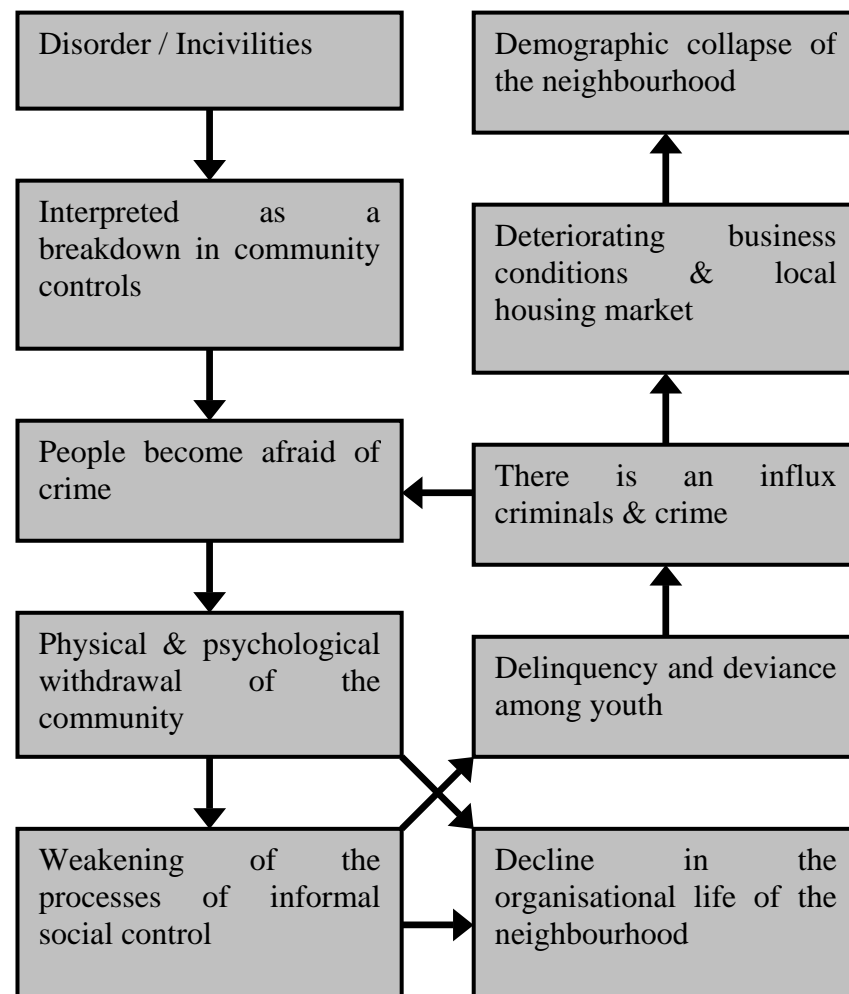 Disorder / Incivilities
Interpreted as a
breakdown in community
controls
People become afraid of
crime
Physical & psychological
withdrawal of the
community
Weakening of the
processes of informal
social control
Demographic collapse of
the neighbourhood
Deteriorating business
conditions & local
housing market
There is an influx
criminals & crime
Delinquency and deviance
among youth
Decline in the
organisational life of the
neighbourhood